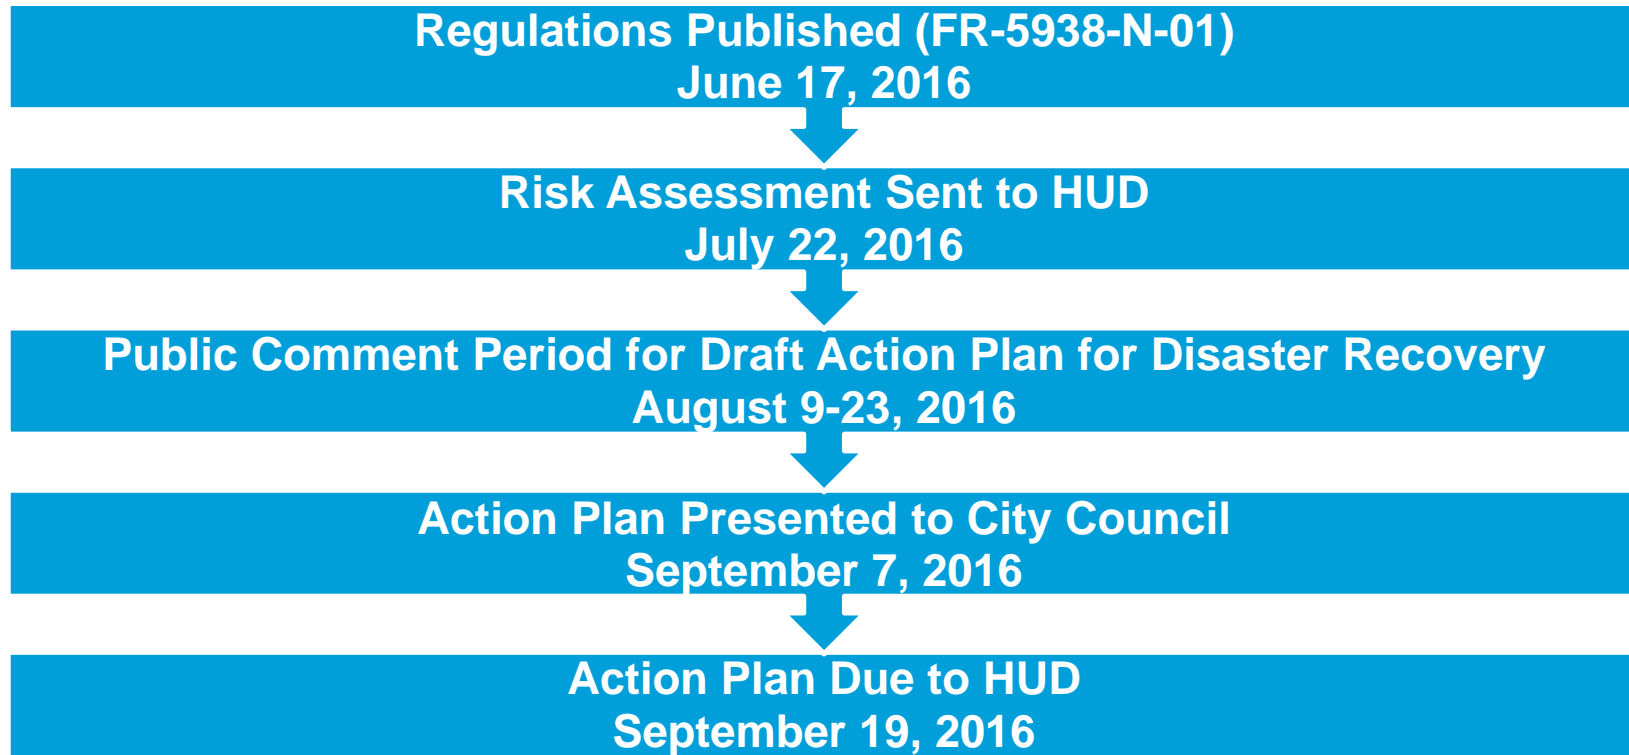 Regulations Published (FR-5938-N-01)
June 17, 2016
Risk Assessment Sent to HUD
July 22, 2016
Public Comment Period for Draft Action Plan for Disaster Recovery
August 9-23, 2016
Action Plan Presented to City Council
September 7, 2016
Action Plan Due to HUD
September 19, 2016